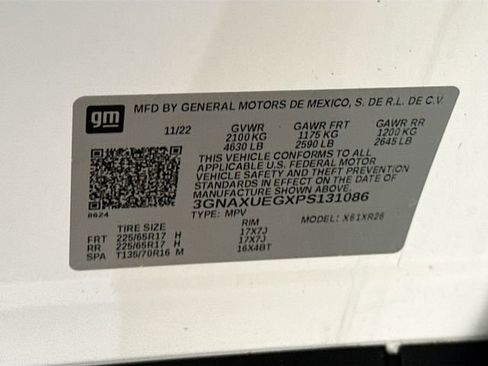 gm
MFD BY GENERAL MOTORS DE MEXICO, S. DE R.L. DE C.V.
11/22 GVWR GAWR FRT GAWR RR
2100 KG 1175 KG 1200 KG
4630 LB 2590 LB 2645 LB
THIS VEHICLE CONFORMS TO ALL
APPLICABLE U.S. FEDERAL MOTOR
VEHICLE SAFETY AND THEFT PREVENTION
STANDARDS IN EFFECT ON THE DATE OF
MANUFACTURE SHOWN ABOVE.
3GNAXUEGXPS131086
8624 TYPE: MPV MODEL: X61XR26
TIRE SIZE RIM
FRT 225/65R17 H 17X7J
RR 225/65R17 H 17X7J
SPA T135/70R16 M 16X4BT